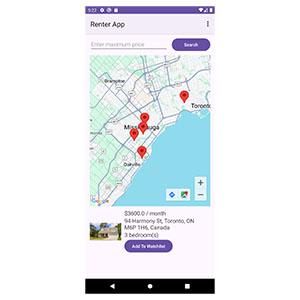 9:22
Renter App
Enter maximum price
Search
Brampton
Toronto
Mississauga
Oakville
Google
+
−
$3600.0 / month
94 Harmony St, Toronto, ON
M6P 1H6, Canada
3 bedroom(s)
Add To Watchlist